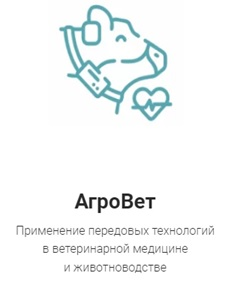 АгроВет
Применение передовых технологий
в ветеринарной медицине
и животноводстве